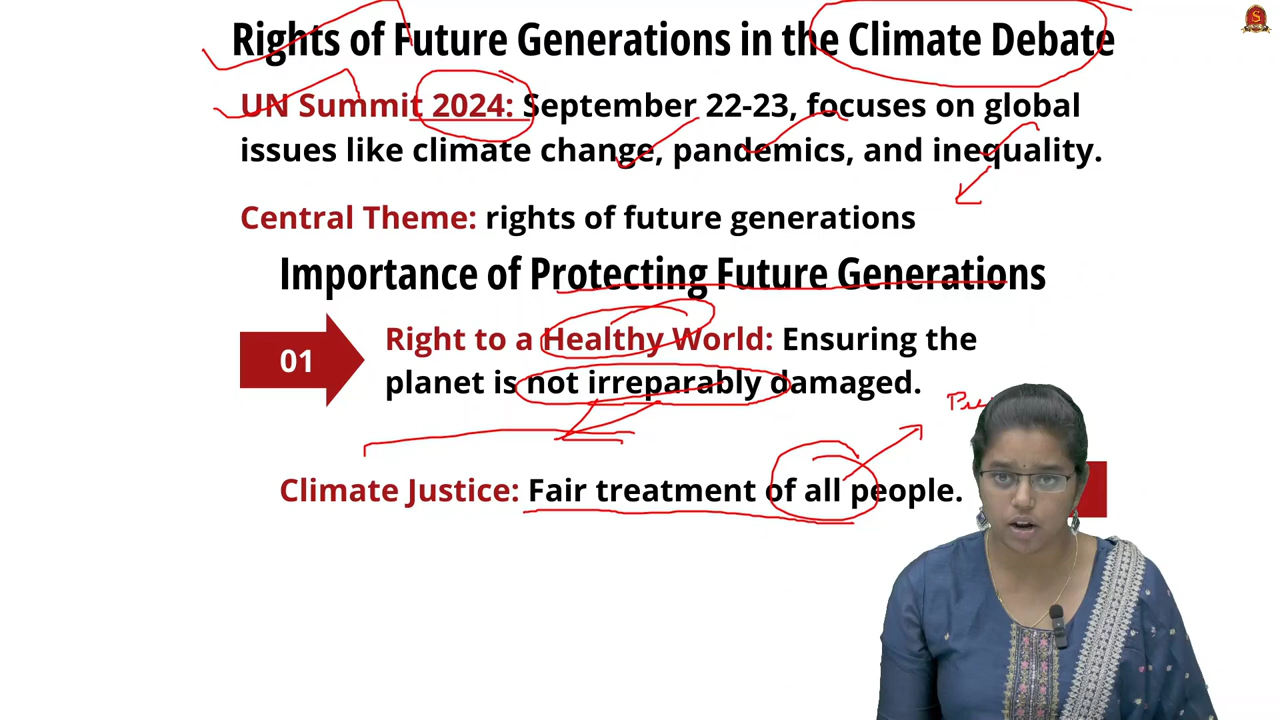 Rights of Future Generations in the Climate Debate
UN Summit 2024: September 22-23, focuses on global
issues like climate change, pandemics, and inequality.
Central Theme: rights of future generations
Importance of Protecting Future Generations
01
Right to a Healthy World: Ensuring the
planet is not irreparably damaged.
Climate Justice: Fair treatment of all people.
S